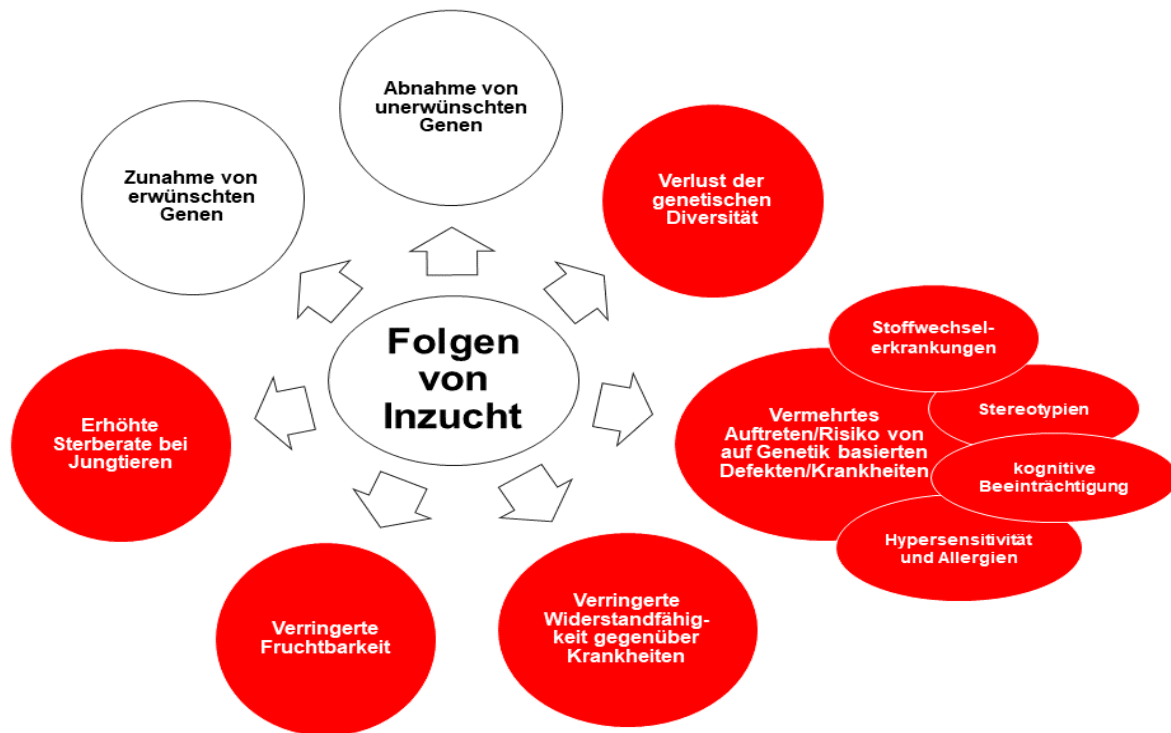 Abnahme von
unerwünschten
Genen
Zunahme von
erwünschten
Genen
Verlust der
genetischen
Diversität
Folgen
von
Inzucht
Stoffwechsel-
erkrankungen
Stereotypien
Vermehrtes
Auftreten/Risiko von
auf Genetik basierten
Defekten/Krankheiten
kognitive
Beeinträchtigung
Hypersensitivität
und Allergien
Erhöhte
Sterberate bei
Jungtieren
Verringerte
Fruchtbarkeit
Verringerte
Widerstandfähig-
keit gegenüber
Krankheiten